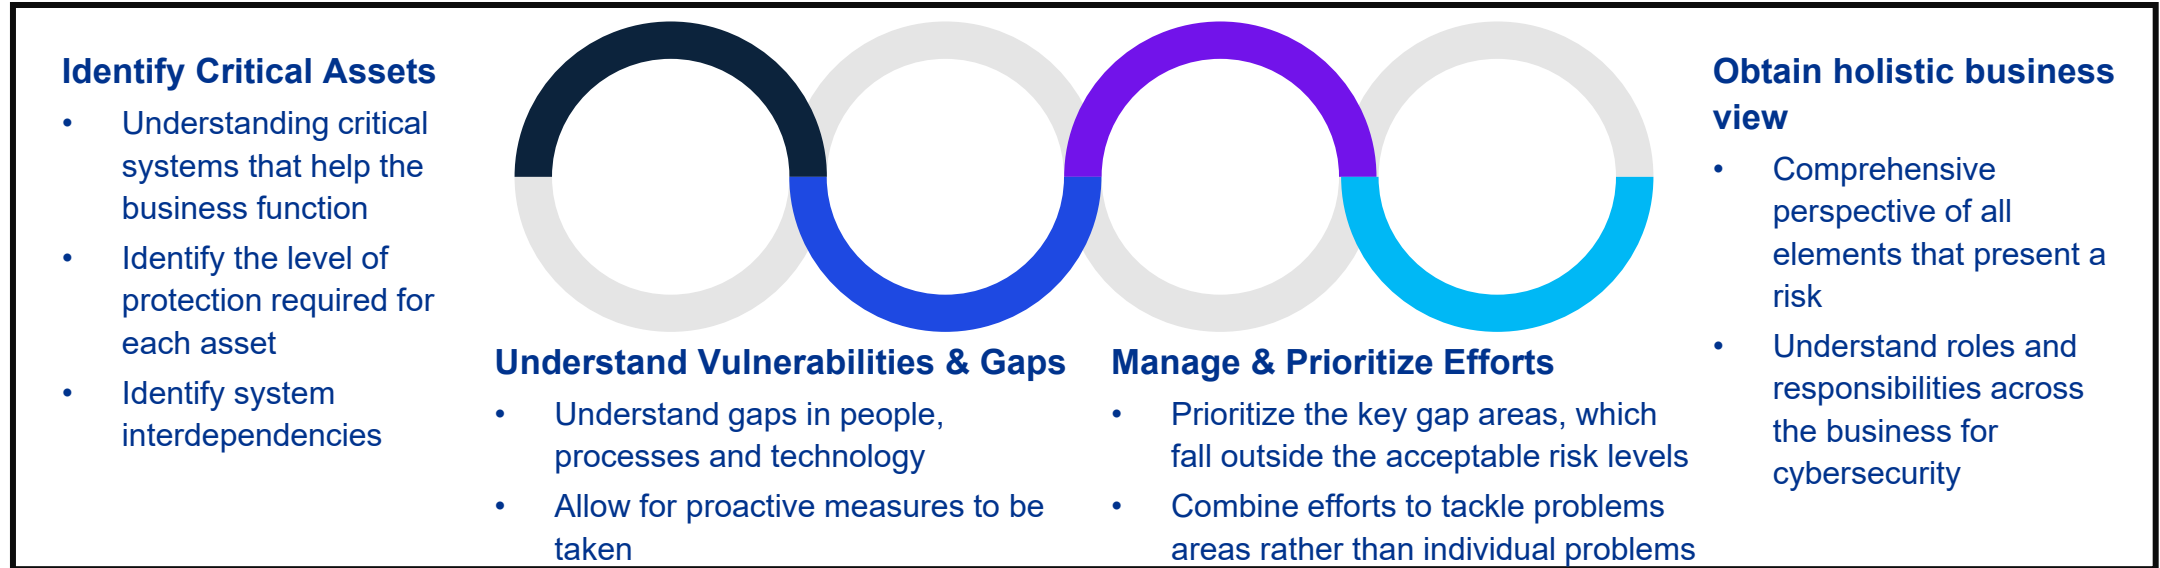 Identify Critical Assets
• Understanding critical
systems that help the
business function
• Identify the level of
protection required for
each asset
• Identify system
interdependencies
Understand Vulnerabilities & Gaps
• Understand gaps in people,
processes and technology
• Allow for proactive measures to be
taken
Manage & Prioritize Efforts
• Prioritize the key gap areas, which
fall outside the acceptable risk levels
• Combine efforts to tackle problems
areas rather than individual problems
Obtain holistic business
view
• Comprehensive
perspective of all
elements that present a
risk
• Understand roles and
responsibilities across
the business for
cybersecurity